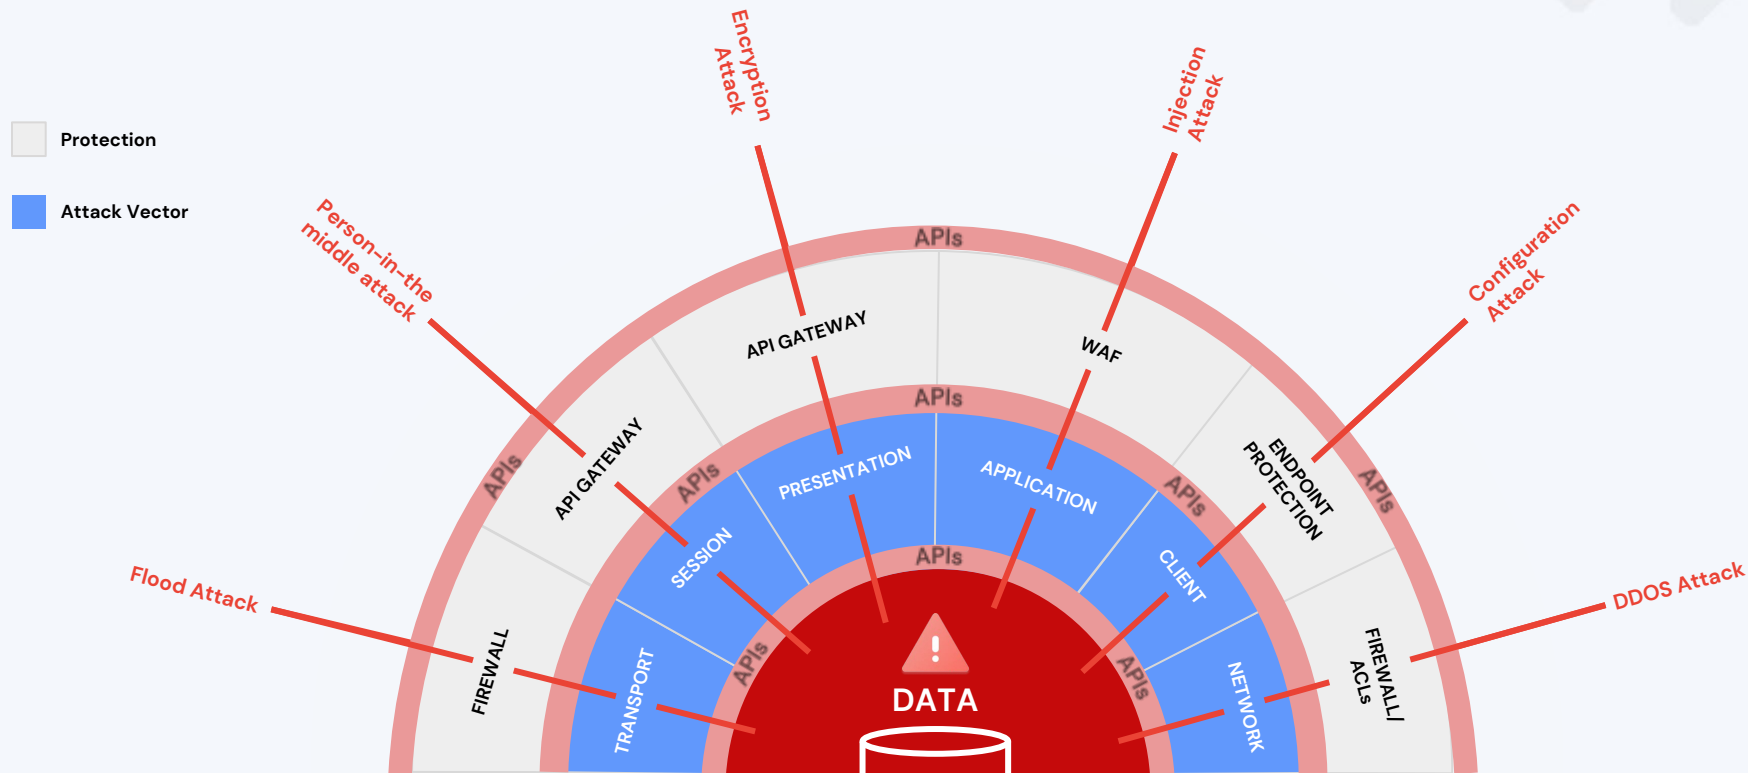 Encryption
Attack
Injection
Attack
Protection
Attack Vector
Person-in-the
middle attack
Configuration
Attack
APIs
API GATEWAY
WAF
APIs
API GATEWAY
APIs
APIs
PRESENTATION
APPLICATION
APIs
ENDPOINT
PROTECTION
APIs
APIs
SESSION
CLIENT
Flood Attack
DDOS Attack
FIREWALL
TRANSPORT
APIs
APIs
NETWORK
FIREWALL/
ACLs
DATA